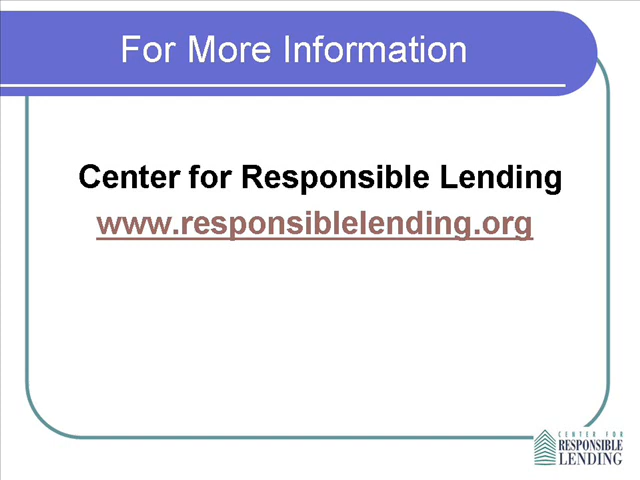 For More Information
Center for Responsible Lending
www.responsiblelending.org
CENTER FOR
RESPONSIBLE
LENDING